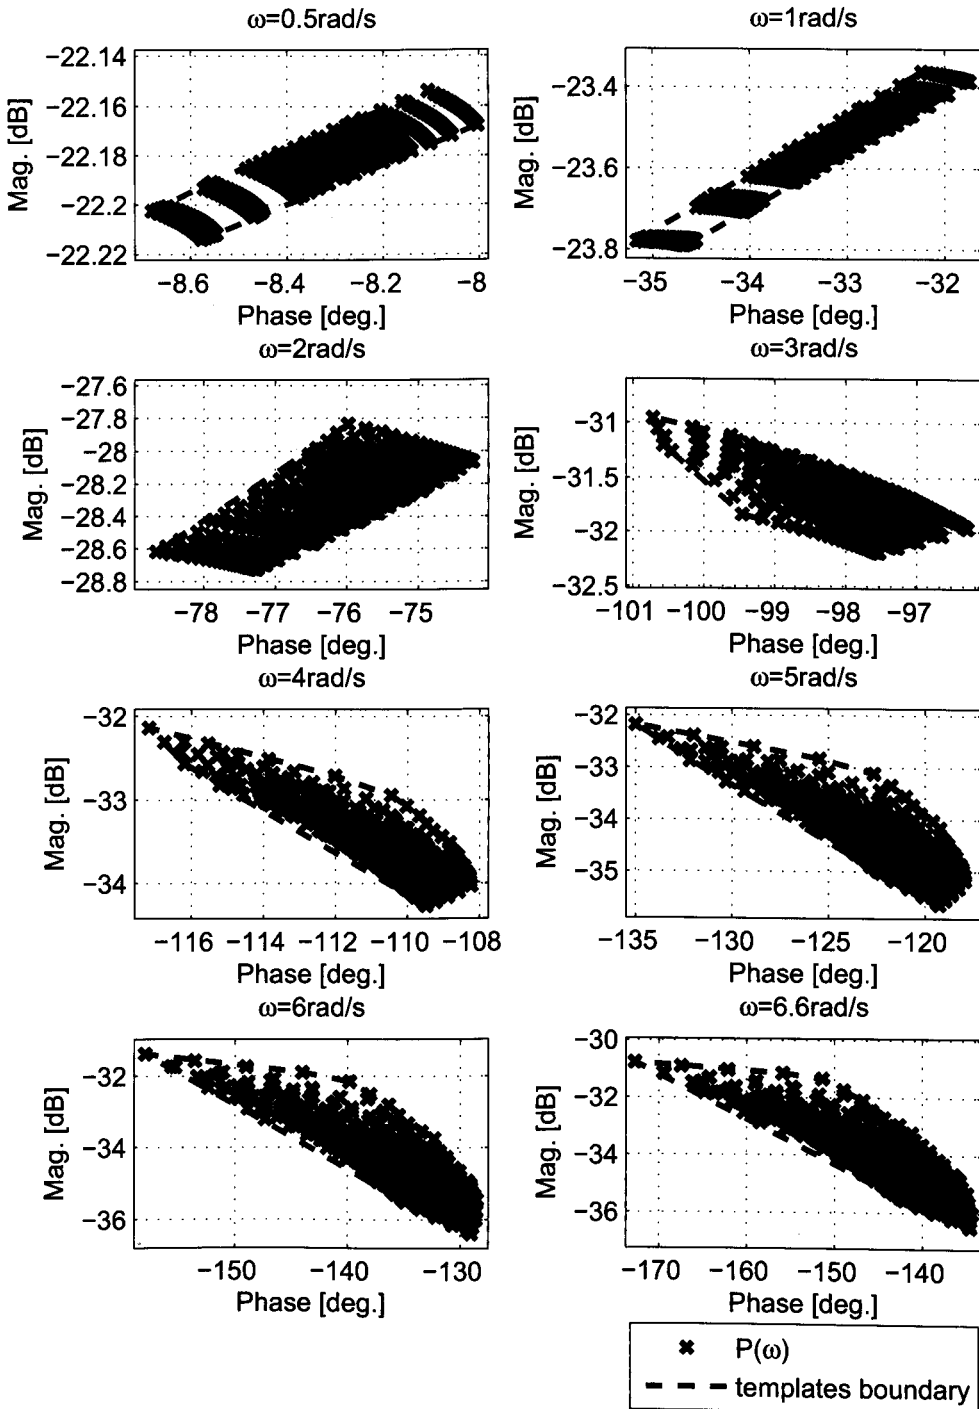 ω=0.5rad/s
−22.14
−22.16
−22.18
−22.2
−22.22
Mag. [dB]
−8.6
−8.4
−8.2
−8
Phase [deg.]
ω=1rad/s
−23.4
−23.6
−23.8
Mag. [dB]
−35
−34
−33
−32
Phase [deg.]
ω=2rad/s
−27.6
−27.8
−28
−28.2
−28.4
−28.6
−28.8
Mag. [dB]
−78
−77
−76
−75
Phase [deg.]
ω=3rad/s
−31
−31.5
−32
−32.5
Mag. [dB]
−101
−100
−99
−98
−97
Phase [deg.]
ω=4rad/s
−32
−33
−34
Mag. [dB]
−116
−114
−112
−110
−108
Phase [deg.]
ω=5rad/s
−32
−33
−34
−35
Mag. [dB]
−135
−130
−125
−120
Phase [deg.]
ω=6rad/s
−32
−34
−36
Mag. [dB]
−150
−140
−130
Phase [deg.]
ω=6.6rad/s
−30
−32
−34
−36
Mag. [dB]
−170
−160
−150
−140
Phase [deg.]
P(ω)
templates boundary